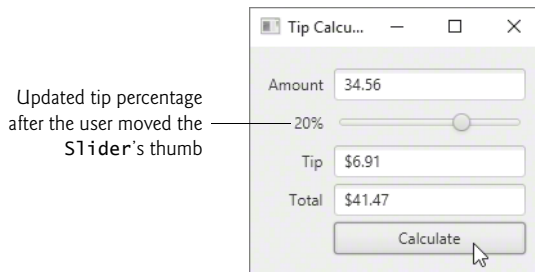 Tip Calcu...
Amount 34.56
Updated tip percentage
after the user moved the
Slider's thumb
20%
Tip $6.91
Total $41.47
Calculate